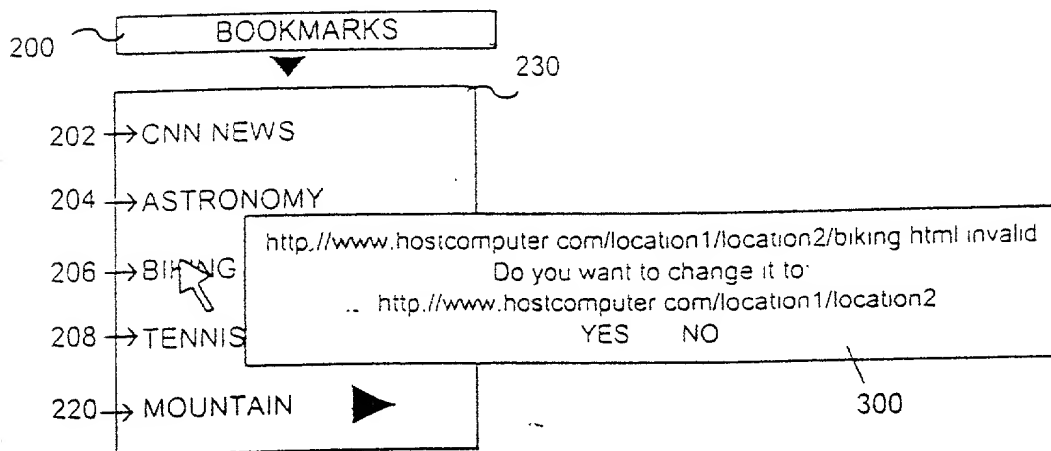 200 BOOKMARKS
230
202 CNN NEWS
204 ASTRONOMY
http.//www.hostcomputer com/location1/location2/biking html invalid
206 BIKING
Do you want to change it to:
http://www.hostcomputer com/location1/location2
208 TENNIS
YES NO
220 MOUNTAIN
300